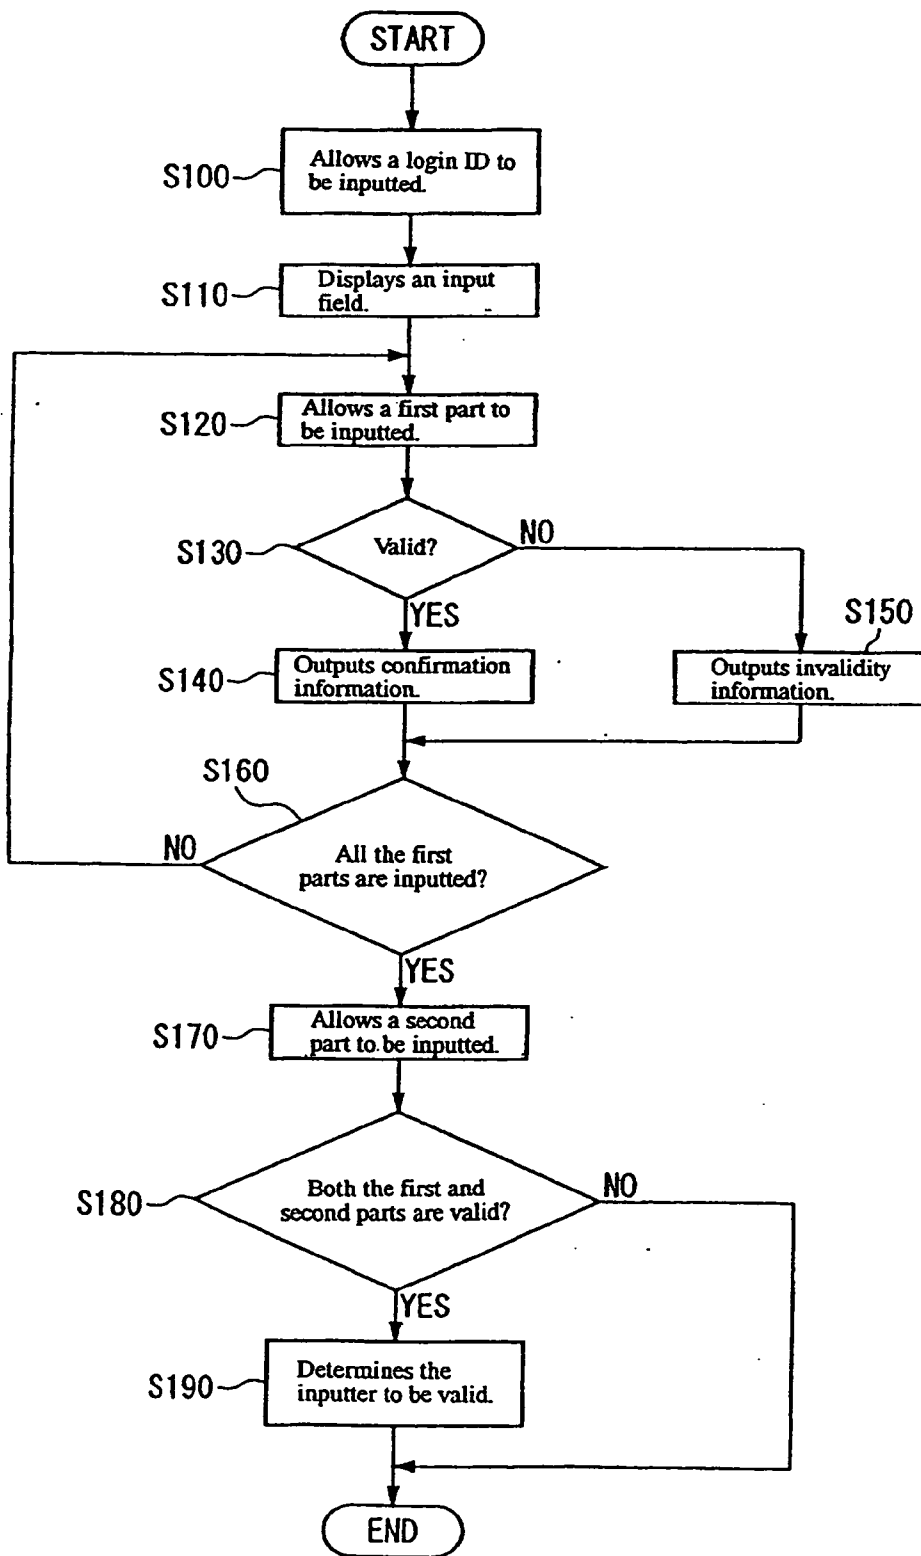 START
S100
Allows a login ID to
be inputted.
S110
Displays an input
field.
S120
Allows a first part to
be inputted.
S130
Valid?
NO
YES
S150
S140
Outputs confirmation
information.
Outputs invalidity
information.
S160
NO
All the first
parts are inputted?
YES
S170
Allows a second
part to be inputted.
S180
Both the first and
second parts are valid?
NO
YES
S190
Determines the
inputter to be valid.
END